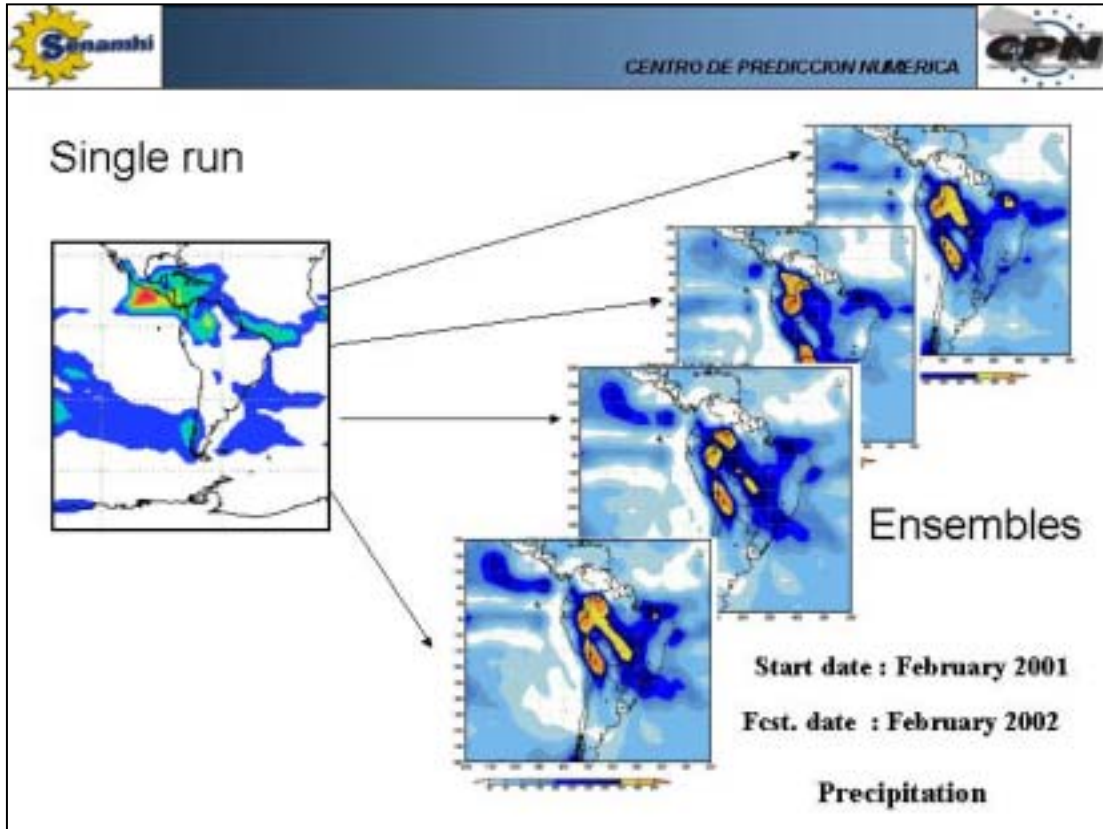 Senamhi
CENTRO DE PREDICCION NUMERICA
CPN
Single run
Ensembles
Start date : February 2001
Fcst. date : February 2002
Precipitation